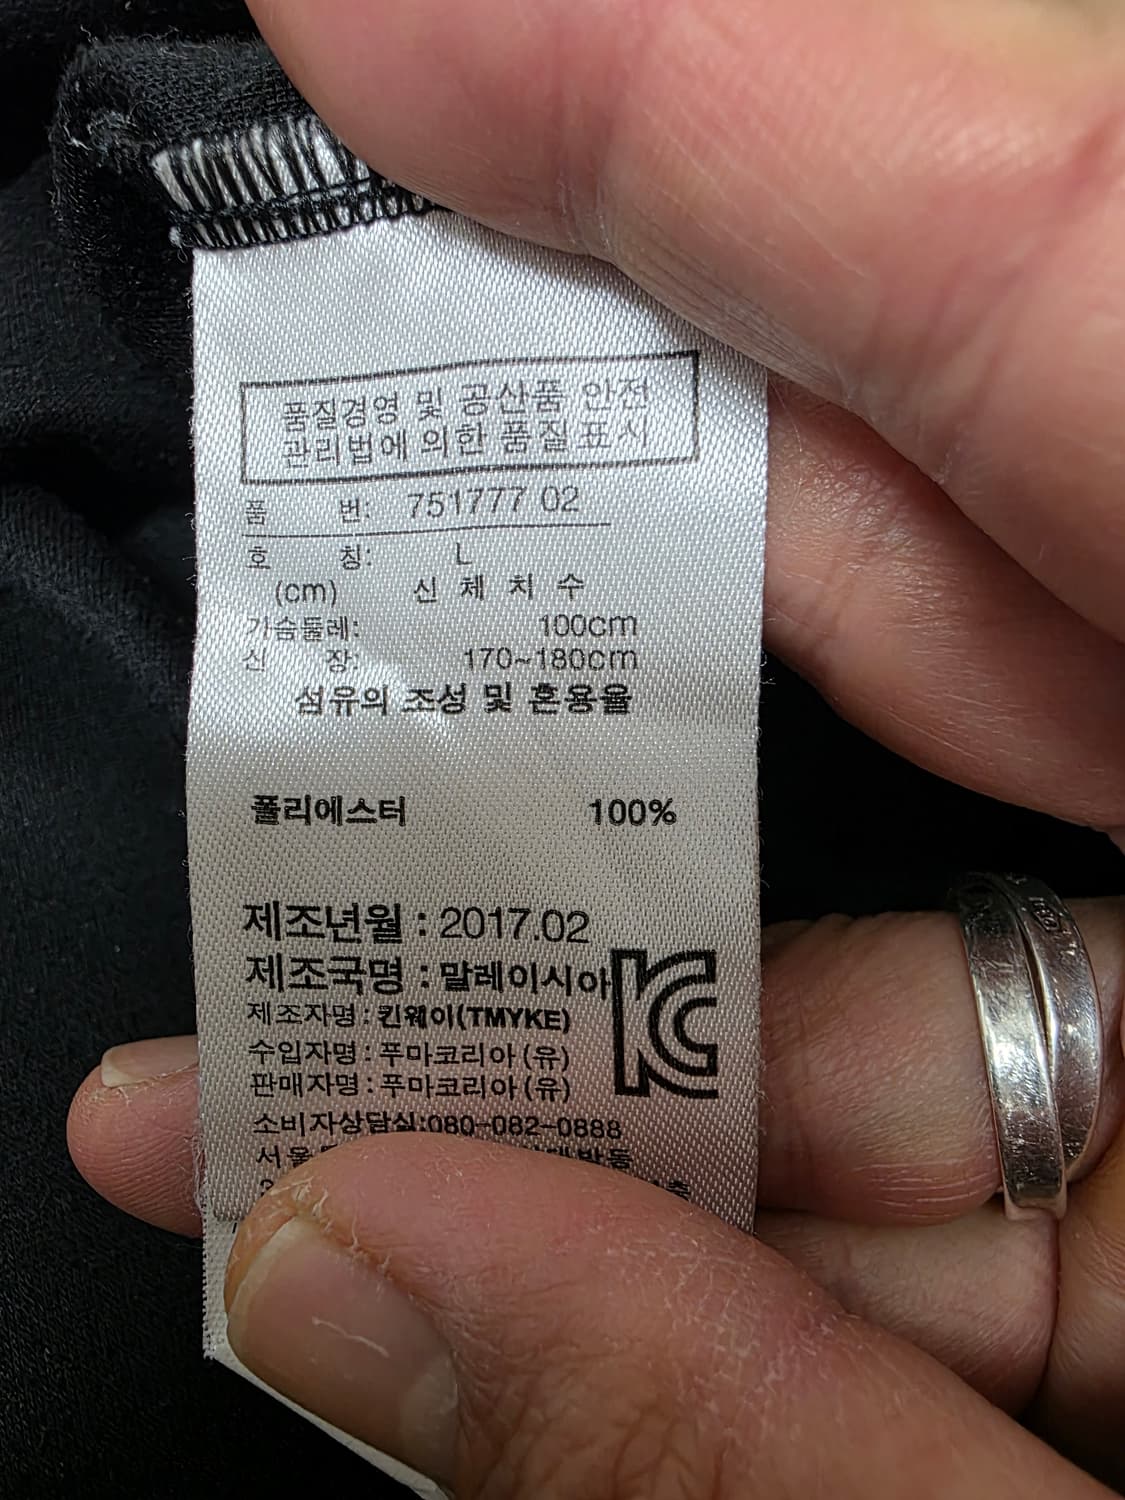 품질경영 및 공산품 안전
관리법에 의한 품질표시
품 번: 751777 02
호 칭: L
(cm) 신 체 치 수
가슴둘레: 100cm
신 장: 170~180cm
섬유의 조성 및 혼용율
폴리에스터 100%
제조년월 : 2017.02
제조국명 : 말레이시아
제조자명 : 킨웨이(TMYKE)
수입자명 : 푸마코리아 (유)
판매자명 : 푸마코리아 (유)
소비자상담실:080-082-0888
서울